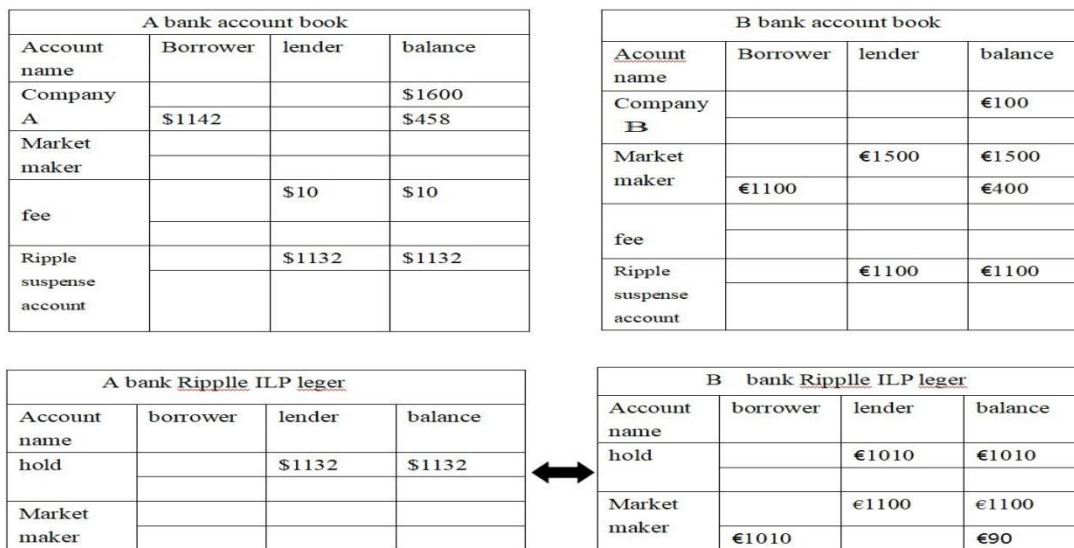 A bank account book
Account name Borrower lender balance
Company A $1600
$1142 $458
Market maker
fee $10 $10
Ripple suspense account $1132 $1132
B bank account book
Acount name Borrower lender balance
Company B €100
Market maker €1500 €1500
€1100 €400
fee
Ripple suspense account €1100 €1100
A bank Ripplle ILP leger
Account name borrower lender balance
hold $1132 $1132
Market maker
B bank Ripplle ILP leger
Account name borrower lender balance
hold €1010 €1010
Market maker €1100 €1100
€1010 €90